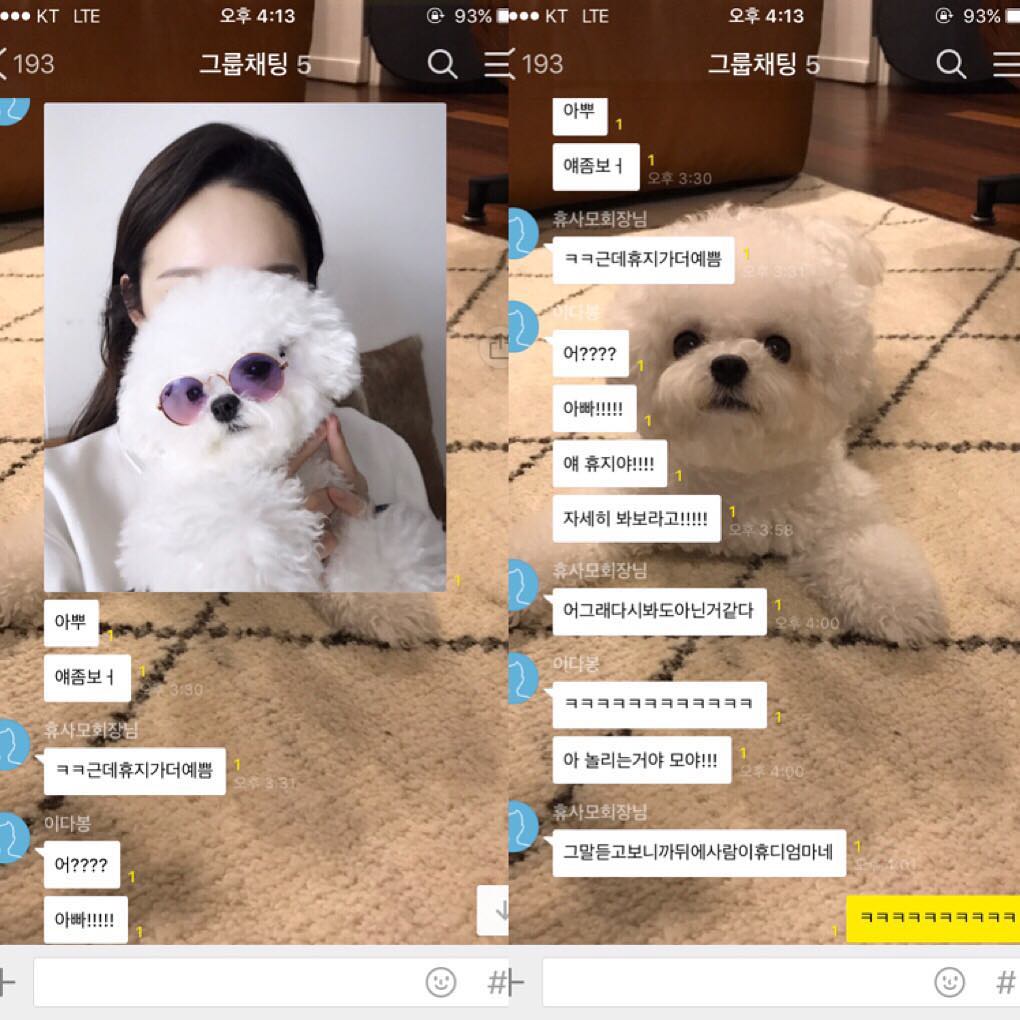 KT LTE
오후 4:13
93%
193
그룹채팅 5
1
아뿌
1
얘좀보ㅓ
1
오후 3:30
휴사모회장님
ㅋㅋ근데휴지가더예쁨
1
오후 3:31
이다봉
어????
1
아빠!!!!!
1
#
KT LTE
오후 4:13
93%
193
그룹채팅 5
아뿌
1
얘좀보ㅓ
1
오후 3:30
휴사모회장님
ㅋㅋ근데휴지가더예쁨
1
오후 3:31
이다봉
어????
1
아빠!!!!!
1
얘 휴지야!!!!
1
자세히 봐보라고!!!!!
1
오후 3:58
휴사모회장님
어그래다시봐도아닌거같다
1
오후 4:00
이다봉
ㅋㅋㅋㅋㅋㅋㅋㅋㅋㅋㅋㅋ
1
아 놀리는거야 모야!!!
1
오후 4:00
휴사모회장님
그말듣고보니까뒤에사람이휴디엄마네
1
오후 4:01
ㅋㅋㅋㅋㅋㅋㅋㅋㅋㅋ
1
#